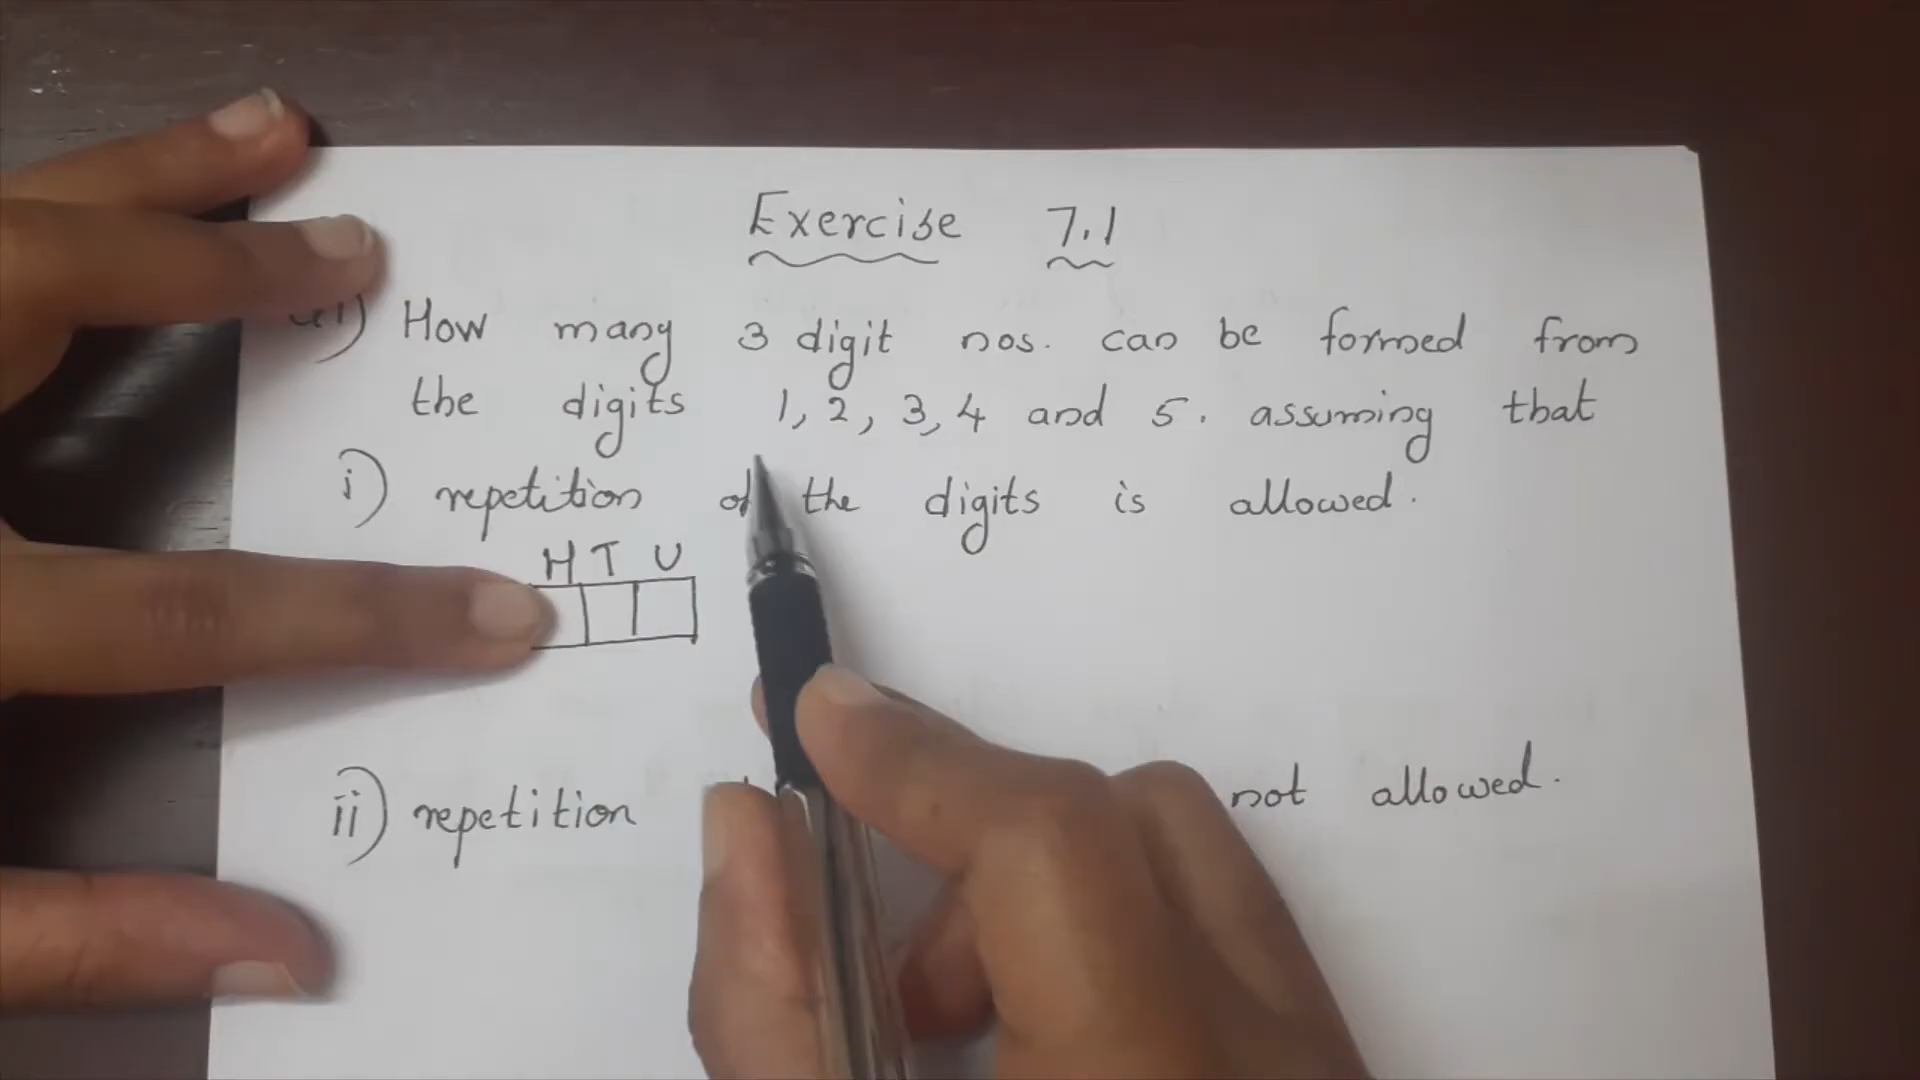 Exercise 7.1
How many 3 digit nos. can be formed from
the digits 1, 2, 3, 4 and 5. assuming that
i) repetition of the digits is allowed.
H T U
ii) repetition not allowed.